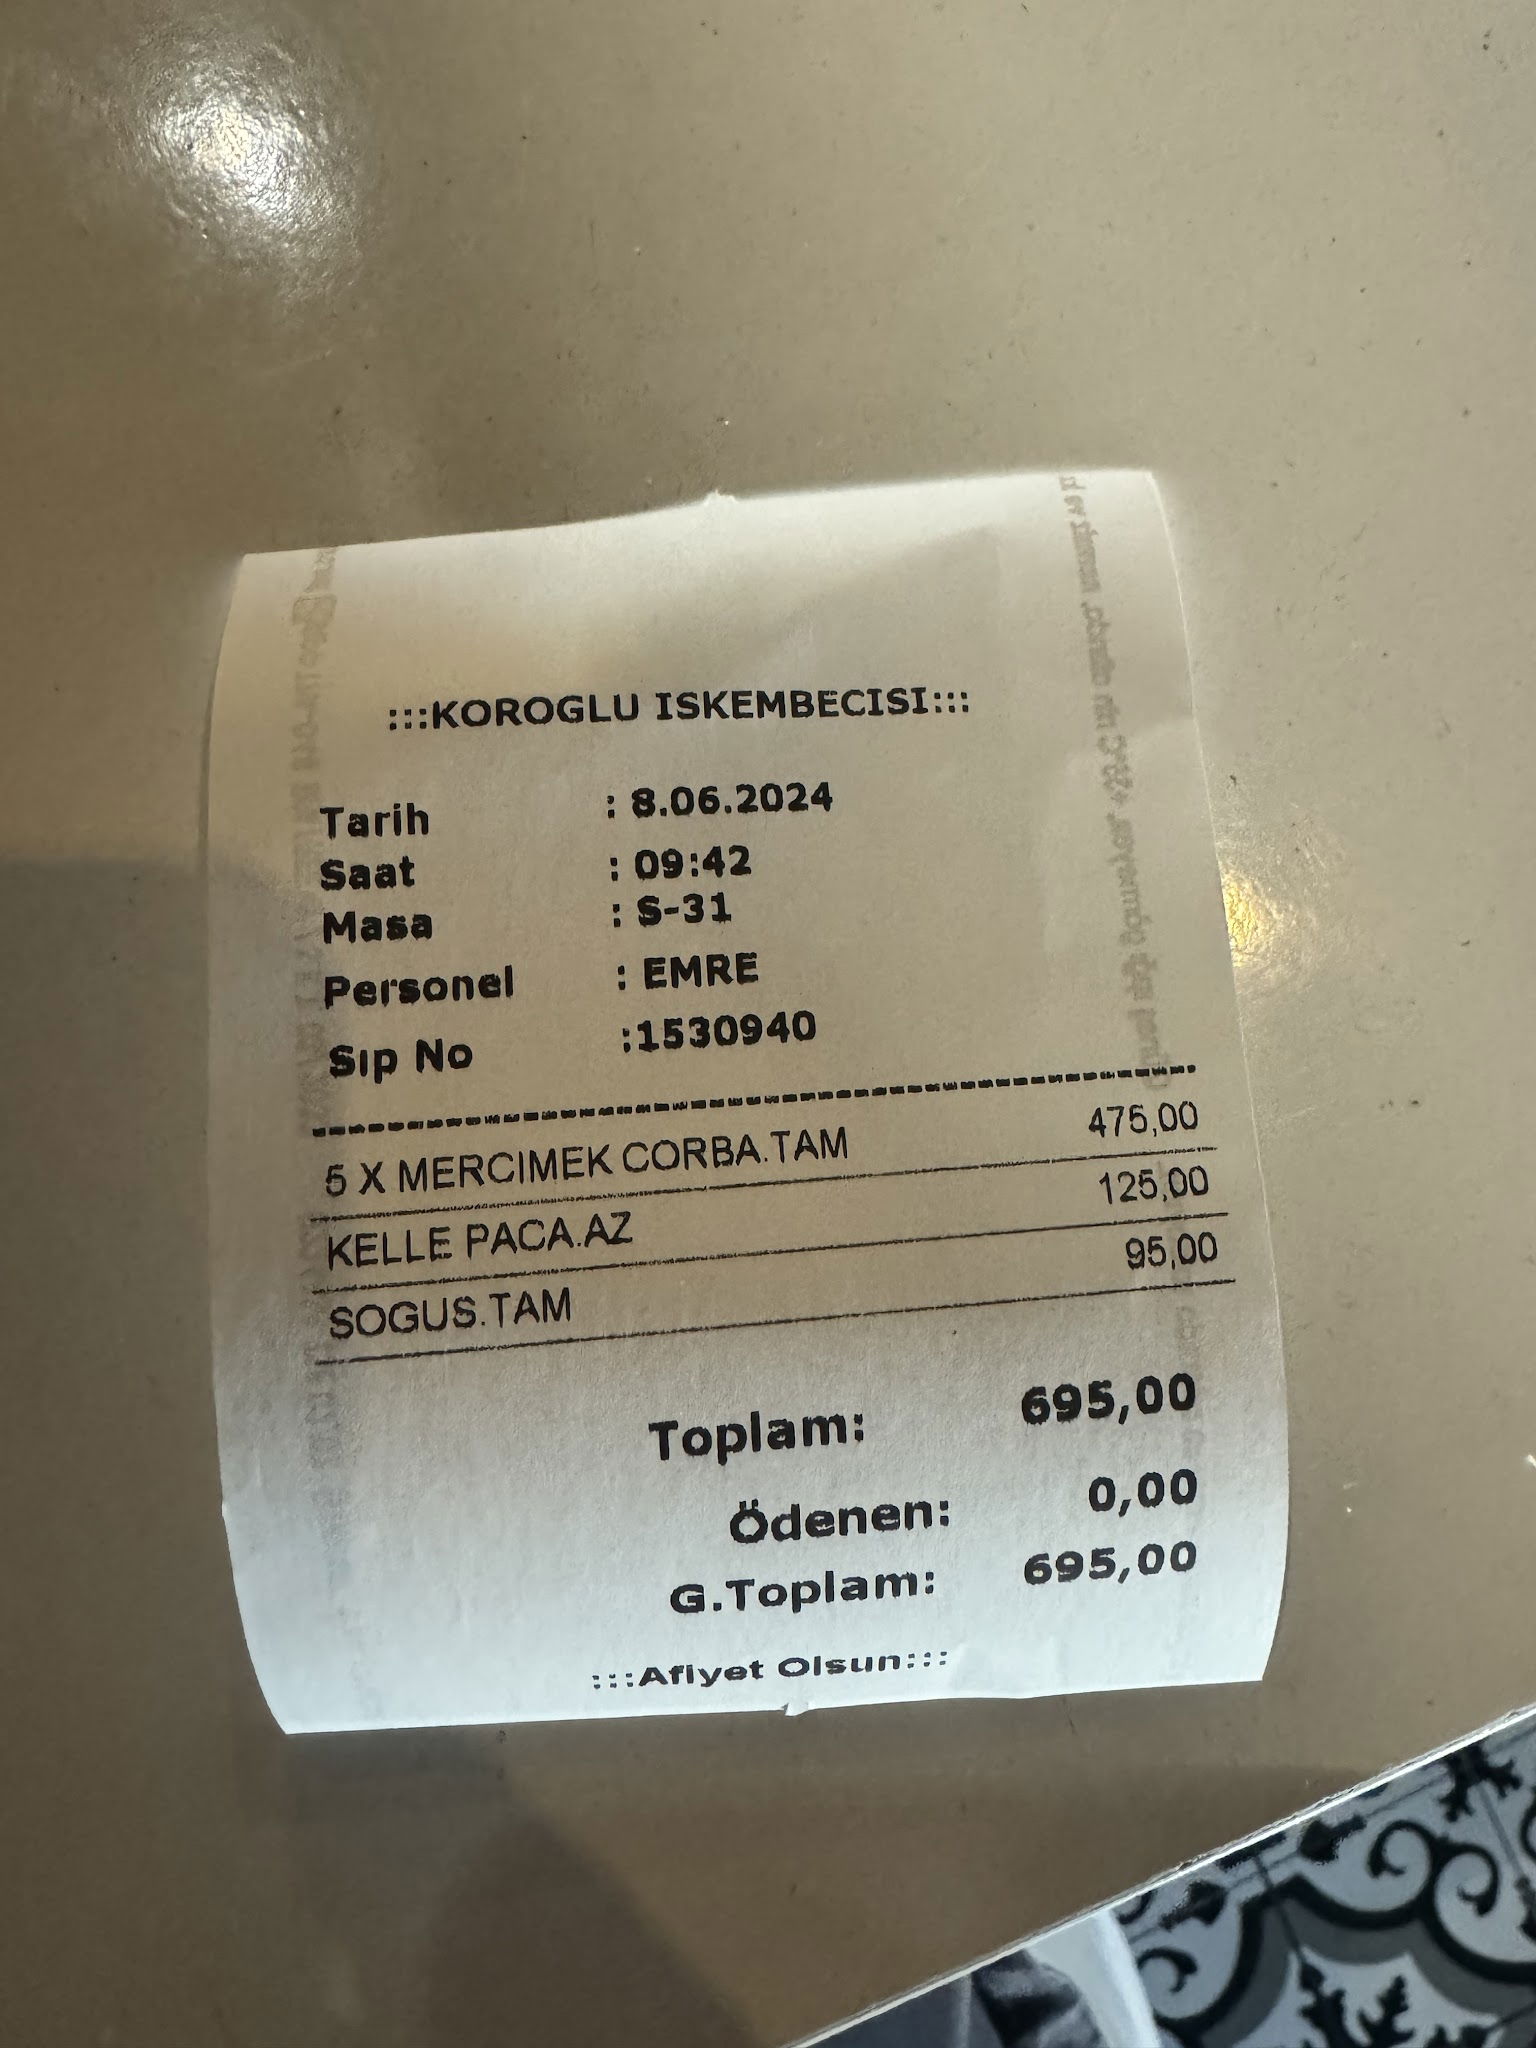 :::KOROGLU ISKEMBECISI:::
Tarih : 8.06.2024
Saat : 09:42
Masa : S-31
Personel : EMRE
Sıp No :1530940
5 X MERCIMEK CORBA.TAM 475,00
KELLE PACA.AZ 125,00
SOGUS.TAM 95,00
Toplam: 695,00
Ödenen: 0,00
G.Toplam: 695,00
:::Afiyet Olsun:::